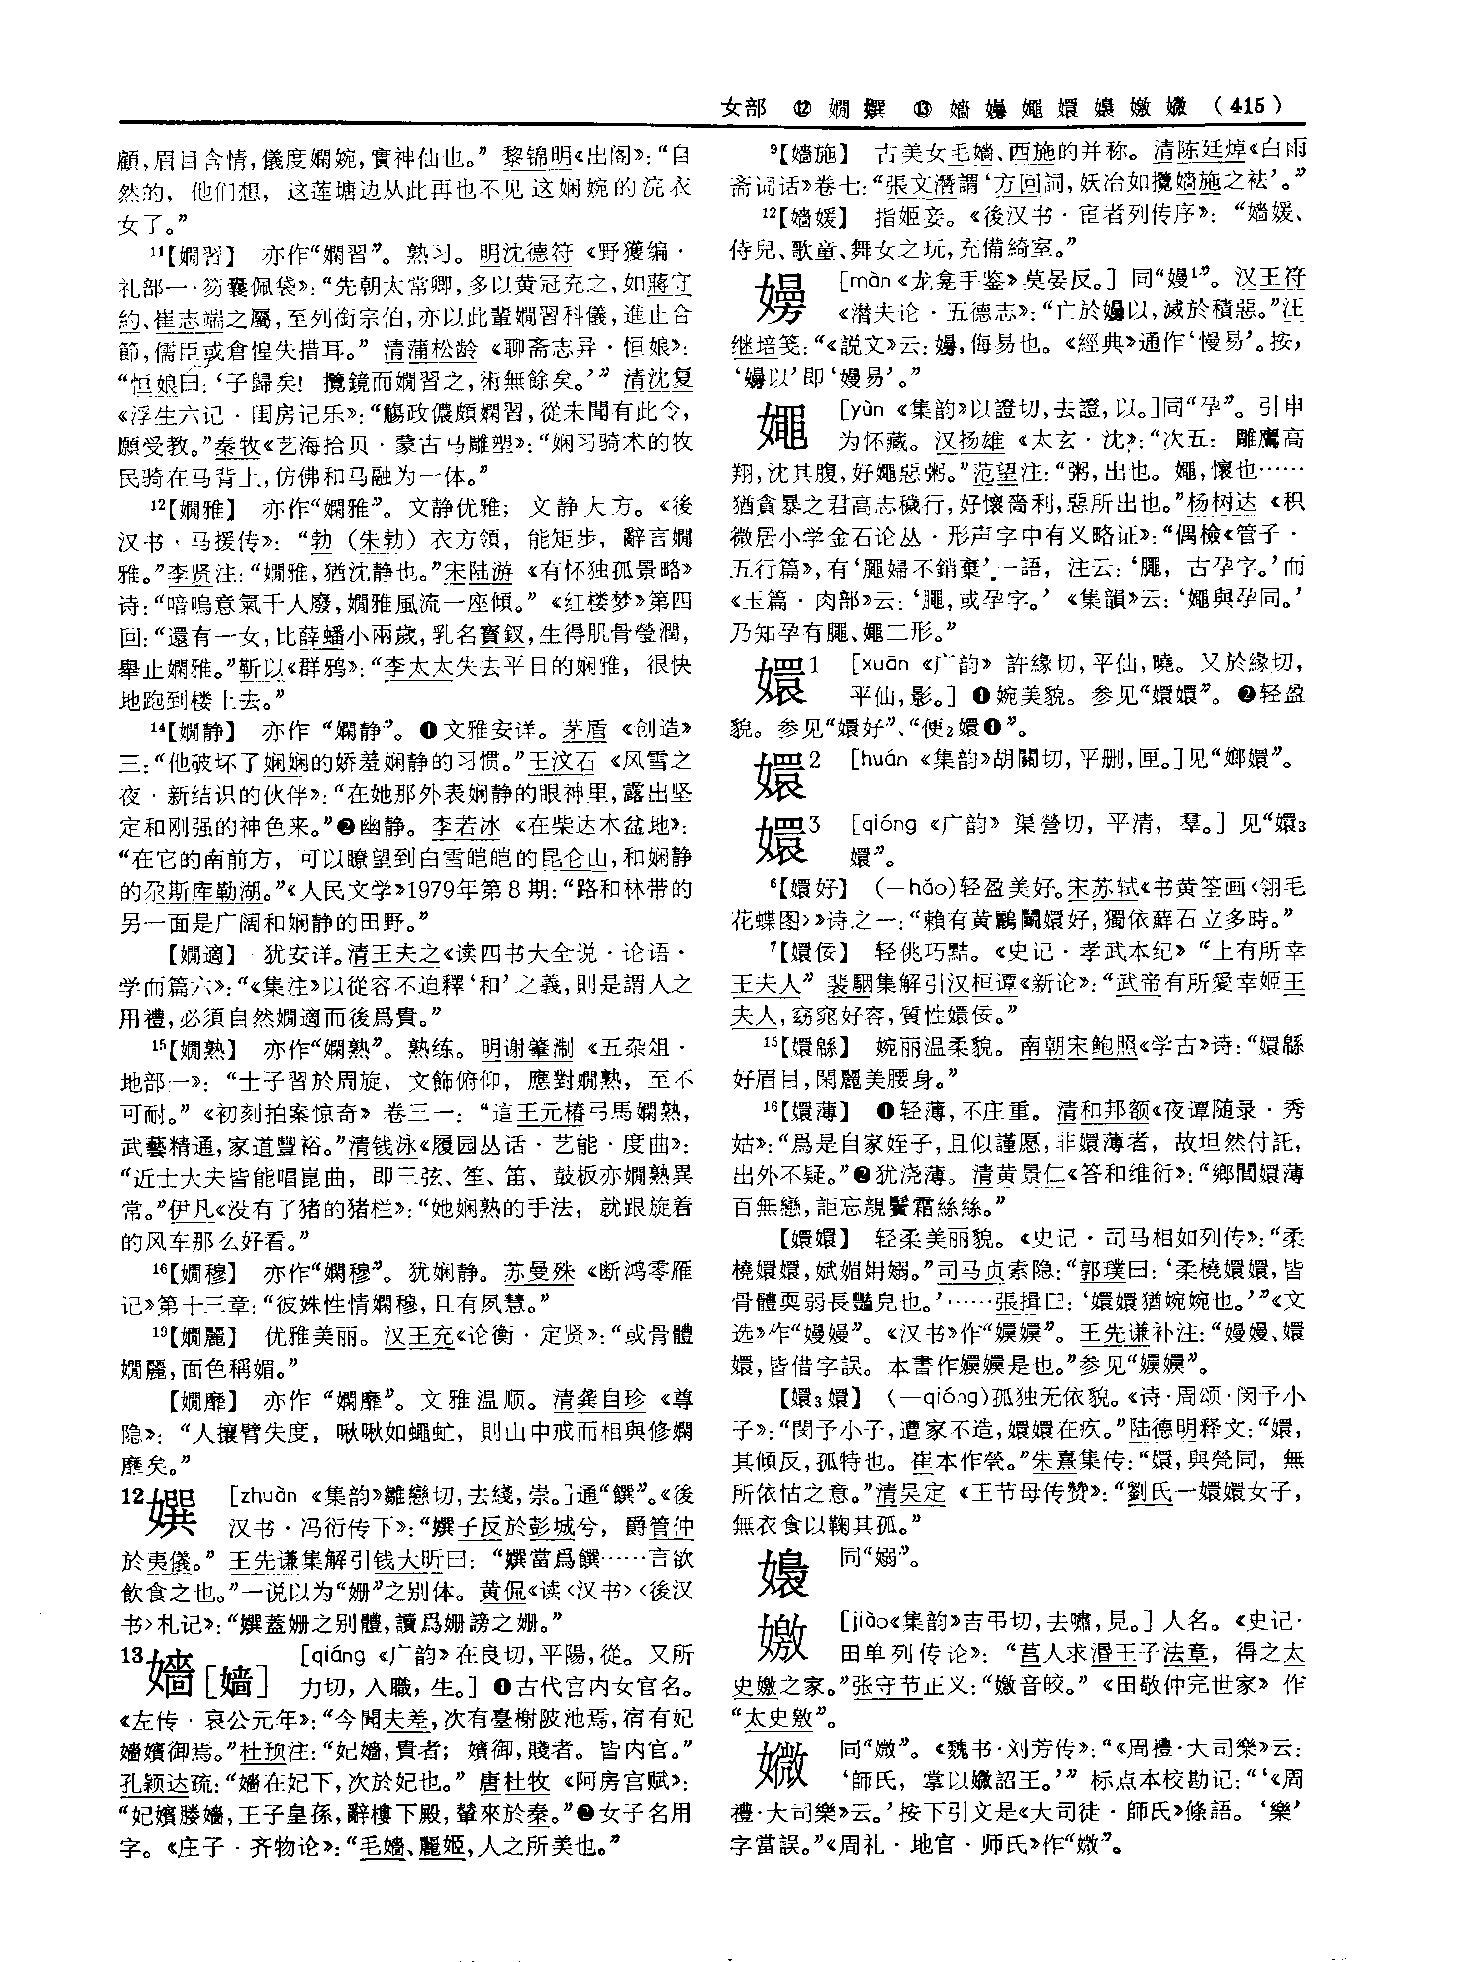 女部 ⑫ 嫺 嬋 ⑬ 嬙 嬶 嬢 嬛 嬝 嬓 嬍 (415)
顧,眉目含情,儀度嫺婉,實神仙也。”黎锦明《出阁》:“自
然的, 他们想, 这莲塘边从此再也不见这娴婉的浣衣
女了。”
¹¹【嫺習】 亦作“嫻習”。熟习。明沈德符《野獲编·
礼部一·笏囊佩袋》:“先朝太常卿,多以黄冠充之,如蔣守
約、崔志端之屬,至列銜宗伯,亦以此輩嫺習科儀,進止合
節,儒臣或倉惶失措耳。” 清蒲松龄《聊斋志异·恒娘》:
“恒娘曰:‘子歸矣! 攬鏡而嫺習之,術無餘矣。’” 清沈复
《浮生六记·闺房记乐》:“觴政儂頗嫻習,從未聞有此令,
願受教。”秦牧《艺海拾贝·蒙古马雕塑》:“娴习骑术的牧
民骑在马背上,仿佛和马融为一体。”
¹²【嫺雅】 亦作“嫻雅”。文静优雅; 文静大方。《後
汉书·马援传》: “勃(朱勃)衣方領, 能矩步, 辭言嫺
雅。”李贤注:“嫺雅,猶沈静也。”宋陆游《有怀独孤景略》
诗:“喑嗚意氣千人廢,嫺雅風流一座傾。”《红楼梦》第四
回:“還有一女,比薛蟠小兩歲,乳名寶釵,生得肌骨瑩潤,
舉止嫻雅。”靳以《群鸦》:“李太太失去平日的娴雅, 很快
地跑到楼上去。”
¹⁴【嫺静】 亦作“嫻静”。❶文雅安详。茅盾《创造》
三:“他破坏了娴娴的娇羞娴静的习惯。”王汶石《风雪之
夜·新结识的伙伴》:“在她那外表娴静的眼神里,露出坚
定和刚强的神色来。”❷幽静。李若冰《在柴达木盆地》:
“在它的南前方, 可以瞭望到白雪皑皑的昆仑山,和娴静
的尕斯库勒湖。”《人民文学》1979年第8期:“路和林带的
另一面是广阔和娴静的田野。”
【嫺適】 犹安详。清王夫之《读四书大全说·论语·
学而篇六》:“《集注》以從容不迫釋‘和’之義,則是謂人之
用禮,必須自然嫺適而後爲貴。”
¹⁵【嫺熟】 亦作“嫻熟”。熟练。明谢肇淛《五杂俎·
地部一》: “士子習於周旋, 文飾俯仰, 應對嫺熟, 至不
可耐。”《初刻拍案惊奇》卷三一: “這王元椿弓馬嫺熟,
武藝精通,家道豐裕。”清钱泳《履园丛话·艺能·度曲》:
“近士大夫皆能唱崑曲, 即三弦、笙、笛、鼓板亦嫺熟異
常。”伊凡《没有了猪的猪栏》:“她娴熟的手法, 就跟旋着
的风车那么好看。”
¹⁶【嫺穆】 亦作“嫻穆”。犹娴静。苏曼殊《断鸿零雁
记》第十三章:“彼姝性情嫻穆,且有夙慧。”
¹⁹【嫺麗】 优雅美丽。汉王充《论衡·定贤》:“或骨體
嫺麗,面色稱媚。”
【嫺靡】 亦作“嫻靡”。文雅温顺。清龚自珍《尊
隐》: “人攘臂失度, 啾啾如蠅虻, 則山中戒而相與修嫺
靡矣。”
12 [zhuàn《集韵》雛戀切,去綫,崇。]通“饌”。《後
汉书·冯衍传下》:“嬋子反於彭城兮, 爵管仲
於夷儀。”王先谦集解引钱大昕曰: “當爲饌……言欲
飲食之也。”一说以为“姗”之别体。黄侃《读〈汉书〉〈後汉
书〉札记》:“蓋姗之别體,讀爲姗謗之姗。”
13嬙[嫱] [qiáng《广韵》在良切,平陽,從。又所
力切,入職,生。]❶古代宫内女官名。
《左传·哀公元年》:“今聞夫差,次有臺榭陂池焉,宿有妃
嬙嬪御焉。”杜预注:“妃嬙,貴者; 嬪御,賤者。皆内官。”
孔颖达疏:“嬙在妃下,次於妃也。” 唐杜牧《阿房宫赋》:
“妃嬪媵嬙,王子皇孫,辭樓下殿,輦來於秦。”❷女子名用
字。《庄子·齐物论》:“毛嬙、麗姬,人之所美也。”
⁹【嬙施】 古美女毛嬙、西施的并称。清陈廷焯《白雨
斋词话》卷七:“張文潛謂‘方回詞,妖冶如攬嬙施之袪’。”
¹²【嬙媛】 指姬妾。《後汉书·宦者列传序》: “嬙媛、
侍兒、歌童、舞女之玩,充備綺室。”
[màn《龙龛手鉴》莫晏反。] 同“嫚¹”。汉王符
《潜夫论·五德志》:“亡於以,滅於積惡。”汪
继培笺:“《説文》云:,侮易也。《經典》通作‘慢易’。按,
‘以’即‘嫚易’。”
[yùn《集韵》以證切,去證,以。]同“孕”。引申
为怀藏。汉扬雄《太玄·沈》:“次五: 雕鷹高
翔,沈其腹,好惡粥。”范望注:“粥,出也。,懷也……
猶貪暴之君高志穢行,好懷嗇利,惡所出也。”杨树达《积
微居小学金石论丛·形声字中有义略证》:“偶檢《管子·
五行篇》,有‘䐯婦不銷棄’一語, 注云:‘䐯, 古孕字。’而
《玉篇·肉部》云:‘䐯,或孕字。’《集韻》云:‘與孕同。’
乃知孕有䐯、二形。”
嬛1 [xuān《广韵》許緣切,平仙,曉。又於緣切,
平仙,影。]❶婉美貌。参见“嬛嬛”。❷轻盈
貌。参见“嬛好”、“便₂嬛❶”。
嬛2 [huán《集韵》胡關切,平删,匣。]见“嫏嬛”。
嬛3 [qióng《广韵》渠營切, 平清, 羣。] 见“嬛₃
嬛”。
⁶【嬛好】 (—hǎo)轻盈美好。宋苏轼《书黄筌画〈翎毛
花蝶图〉》诗之一:“賴有黄鸝鬬嬛好,獨依蘚石立多時。”
⁷【嬛佞】 轻佻巧黠。《史记·孝武本纪》“上有所幸
王夫人”裴駰集解引汉桓谭《新论》:“武帝有所愛幸姬王
夫人,窈窕好容,質性嬛佞。”
¹⁵【嬛緜】 婉丽温柔貌。南朝宋鲍照《学古》诗:“嬛緜
好眉目,閑麗美腰身。”
¹⁶【嬛薄】 ❶轻薄,不庄重。清和邦额《夜谭随录·秀
姑》:“爲是自家姪子,且似謹愿,非嬛薄者, 故坦然付託,
出外不疑。”❷犹浇薄。清黄景仁《答和维衍》:“鄉閭嬛薄
百無戀,詎忘親鬢霜絲絲。”
【嬛嬛】 轻柔美丽貌。《史记·司马相如列传》:“柔
橈嬛嬛,斌媚姌嫋。”司马贞索隐:“郭璞曰:‘柔橈嬛嬛,皆
骨體耎弱長豔皃也。’……張揖曰:‘嬛嬛猶婉婉也。’”《文
选》作“嫚嫚”。《汉书》作“嬽嬽”。王先谦补注:“嫚嫚、嬛
嬛,皆借字誤。本書作嬽嬽是也。”参见“嬽嬽”。
【嬛₃嬛】 (—qióng)孤独无依貌。《诗·周颂·闵予小
子》:“閔予小子,遭家不造,嬛嬛在疚。”陆德明释文:“嬛,
其傾反,孤特也。崔本作煢。”朱熹集传:“嬛,與煢同, 無
所依怙之意。”清吴定《王节母传赞》:“劉氏一嬛嬛女子,
無衣食以鞠其孤。”
嬝 同“嫋”。
嬓 [jiào《集韵》吉弔切,去嘯,見。] 人名。《史记·
田单列传论》: “莒人求湣王子法章, 得之太
史嬓之家。”张守节正义:“嬓音皎。”《田敬仲完世家》作
“太史敫”。
同“媺”。《魏书·刘芳传》:“《周禮·大司樂》云:
‘師氏, 掌以詔王。’” 标点本校勘记:“‘《周
禮·大司樂》云。’按下引文是《大司徒·師氏》條語。‘樂’
字當誤。”《周礼·地官·师氏》作“媺”。